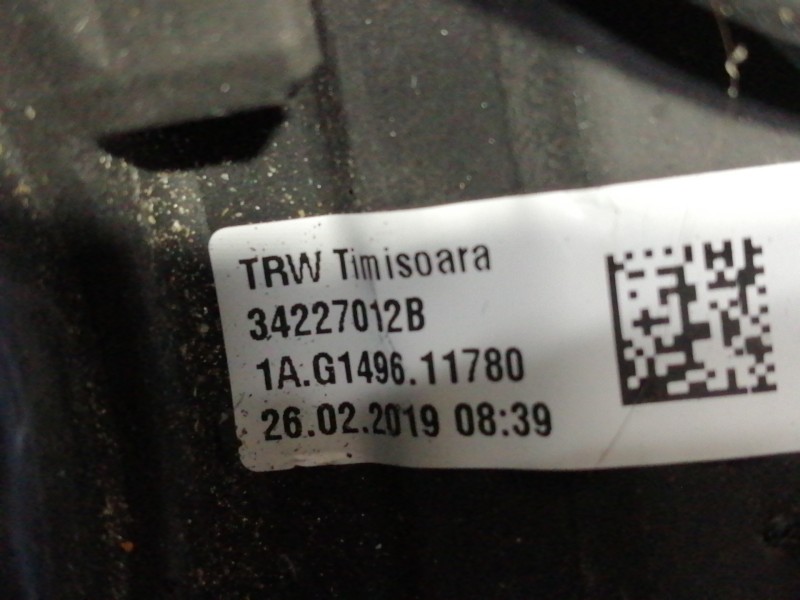 TRW Timisoara
34227012B
1A.G1496.11780
26.02.2019 08:39